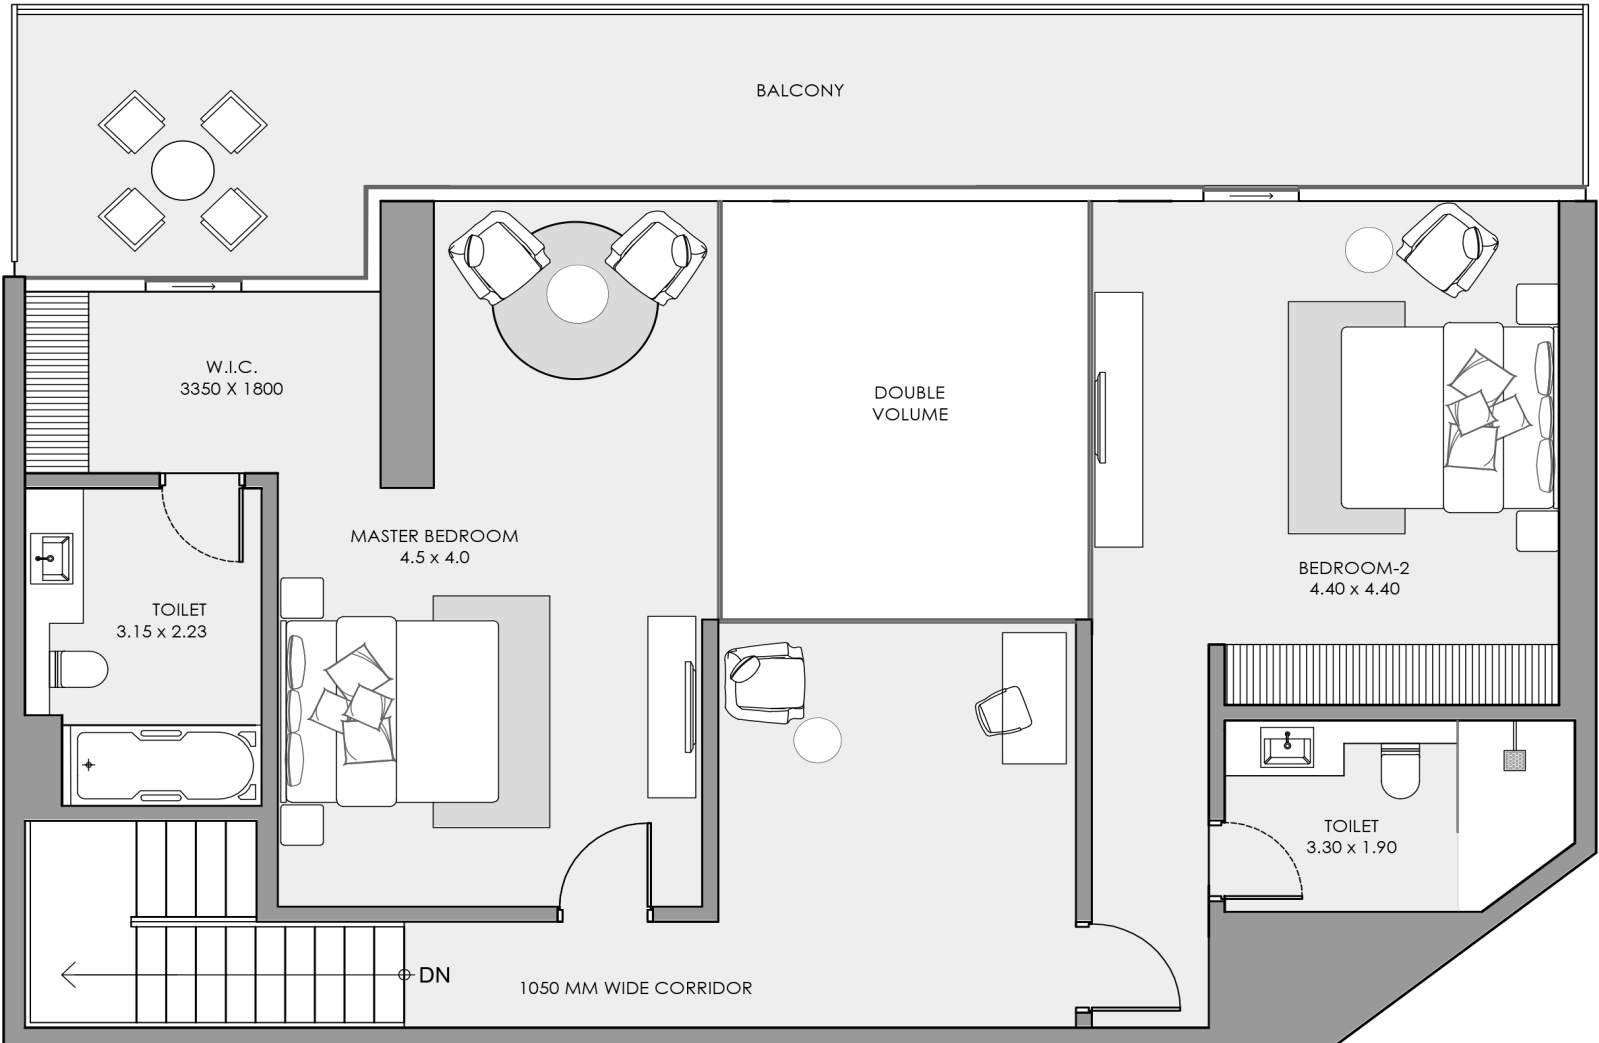 BALCONY
W.I.C.
3350 X 1800
DOUBLE
VOLUME
MASTER BEDROOM
4.5 x 4.0
BEDROOM-2
4.40 x 4.40
TOILET
3.15 x 2.23
TOILET
3.30 x 1.90
DN
1050 MM WIDE CORRIDOR